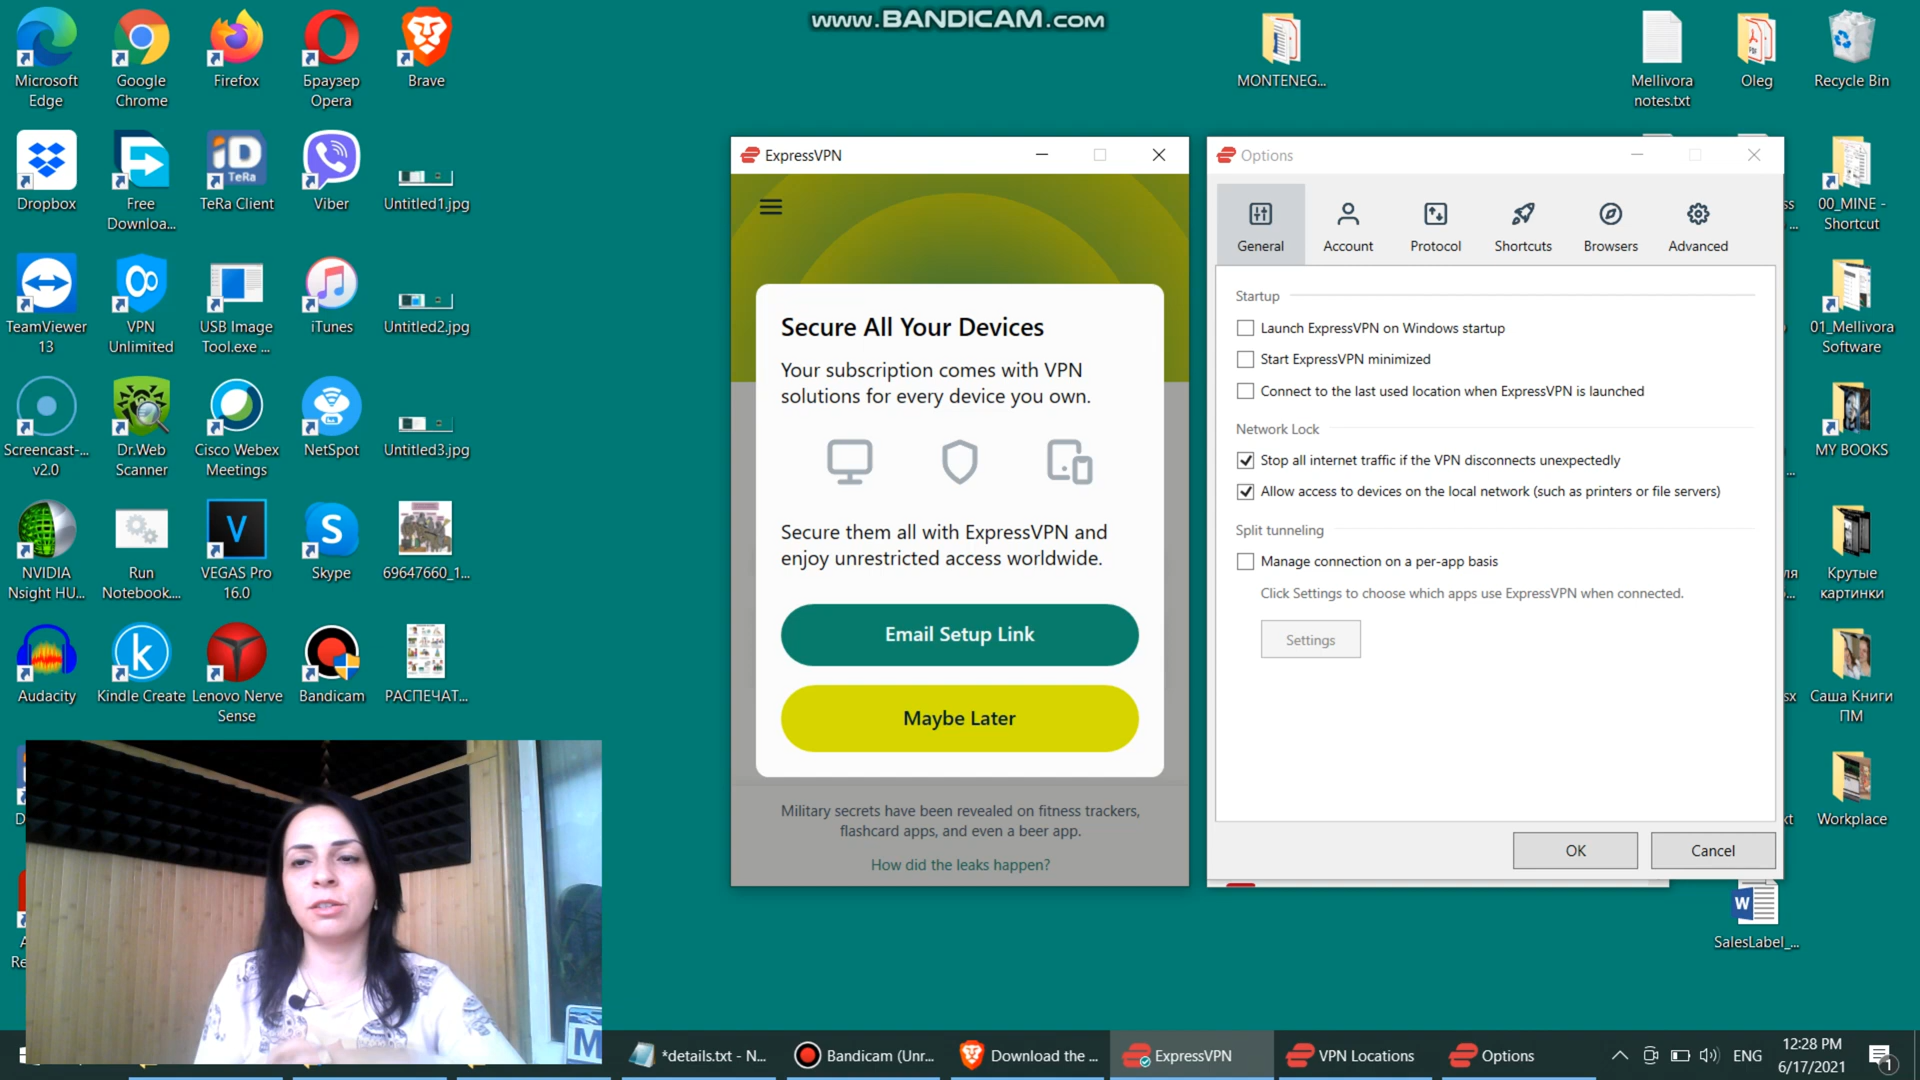 www.BANDICAM.com
Microsoft
Edge
Google
Chrome
Firefox
Браузер
Opera
Brave
MONTENEG...
Mellivora
notes.txt
Oleg
Recycle Bin
Dropbox
Free
Downloa...
iD
TeRa
TeRa Client
Viber
Untitled1.jpg
00_MINE -
Shortcut
TeamViewer
13
VPN
Unlimited
USB Image
Tool.exe ...
iTunes
Untitled2.jpg
01_Mellivora
Software
Screencast-...
v2.0
Dr.Web
Scanner
Cisco Webex
Meetings
NetSpot
Untitled3.jpg
MY BOOKS
NVIDIA
Nsight HU...
Run
Notebook....
V
VEGAS Pro
16.0
S
Skype
69647660_1...
Крутые
картинки
Audacity
k
Kindle Create
Lenovo Nerve
Sense
Bandicam
РАСПЕЧАТ...
Саша Книги
ПМ
Workplace
W
SalesLabel_...
ExpressVPN
Secure All Your Devices
Your subscription comes with VPN
solutions for every device you own.
Secure them all with ExpressVPN and
enjoy unrestricted access worldwide.
Email Setup Link
Maybe Later
Military secrets have been revealed on fitness trackers,
flashcard apps, and even a beer app.
How did the leaks happen?
Options
General
Account
Protocol
Shortcuts
Browsers
Advanced
Startup
Launch ExpressVPN on Windows startup
Start ExpressVPN minimized
Connect to the last used location when ExpressVPN is launched
Network Lock
Stop all internet traffic if the VPN disconnects unexpectedly
Allow access to devices on the local network (such as printers or file servers)
Split tunneling
Manage connection on a per-app basis
Click Settings to choose which apps use ExpressVPN when connected.
Settings
OK
Cancel
M
*details.txt - N...
Bandicam (Unr...
Download the ...
ExpressVPN
VPN Locations
Options
ENG
12:28 PM
6/17/2021
1